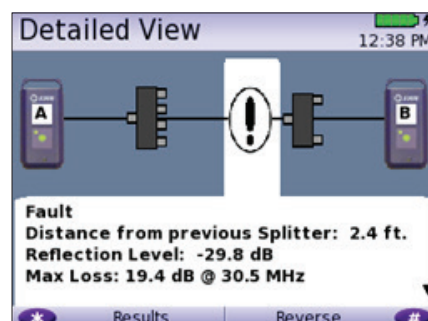 Detailed View
12:38 PM
A
B
Fault
Distance from previous Splitter: 2.4 ft.
Reflection Level: -29.8 dB
Max Loss: 19.4 dB @ 30.5 MHz
* Results Reverse #